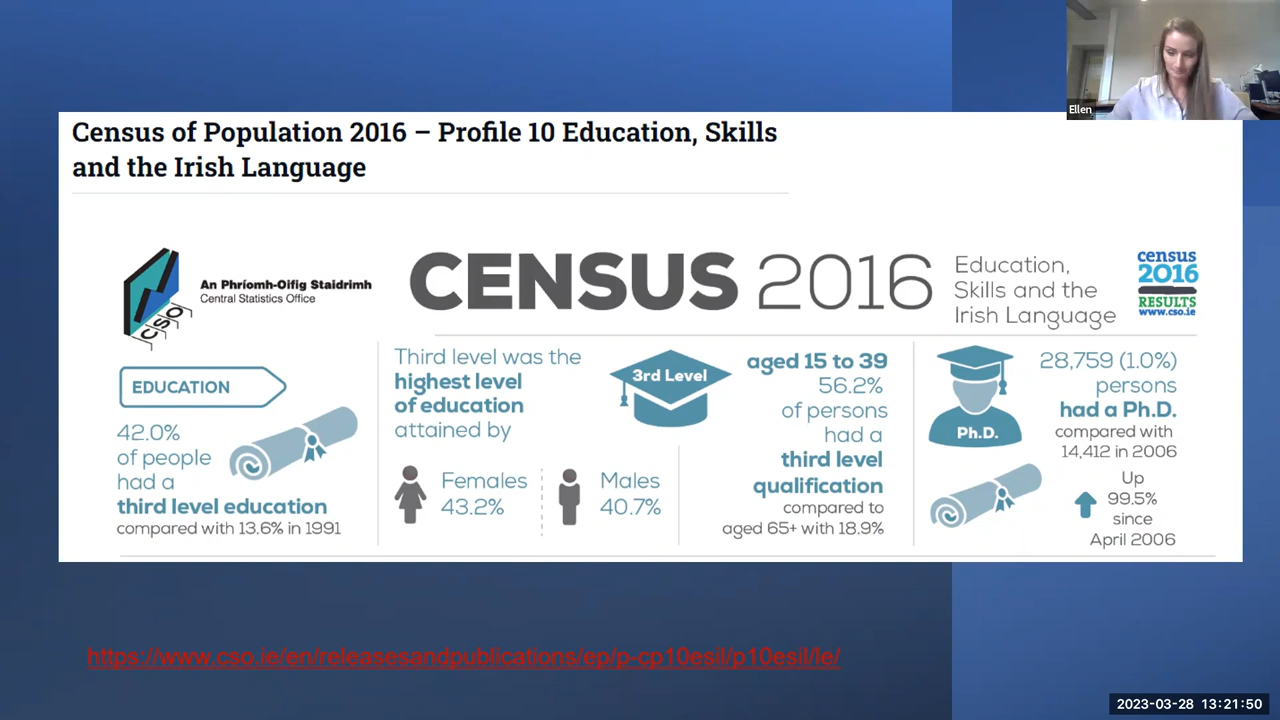 Ellen
Census of Population 2016 – Profile 10 Education, Skills
and the Irish Language
An Phríomh-Oifig Staidrimh
Central Statistics Office
CSO
CENSUS 2016
Education,
Skills and the
Irish Language
census
2016
RESULTS
www.cso.ie
EDUCATION
42.0%
of people
had a
third level education
compared with 13.6% in 1991
Third level was the
highest level
of education
attained by
Females
43.2%
Males
40.7%
3rd Level
aged 15 to 39
56.2%
of persons
had a
third level
qualification
compared to
aged 65+ with 18.9%
Ph.D.
28,759 (1.0%)
persons
had a Ph.D.
compared with
14,412 in 2006
Up
99.5%
since
April 2006
https://www.cso.ie/en/releasesandpublications/ep/p-cp10esil/p10esil/le/
2023-03-28 13:21:50